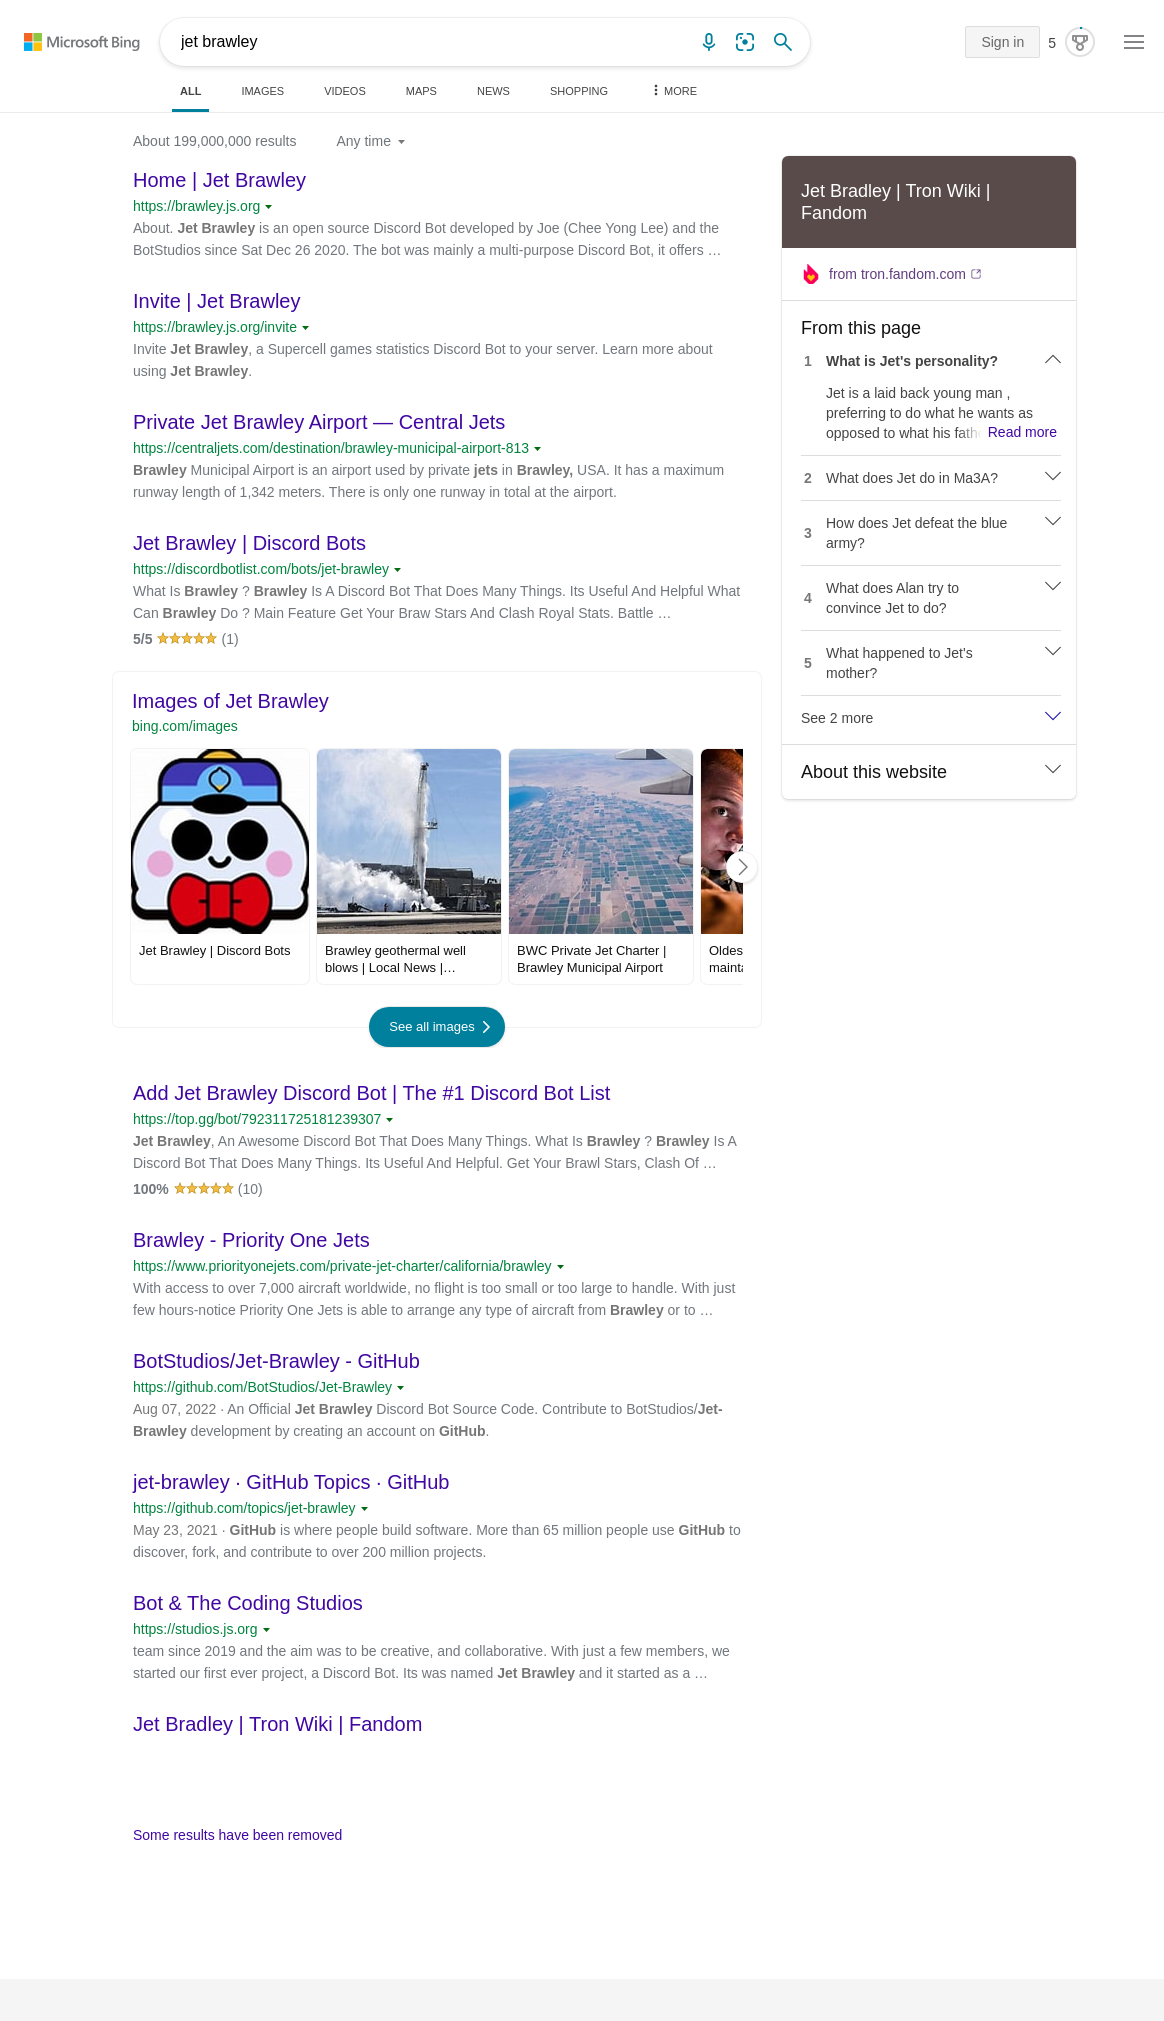 Microsoft Bing
jet brawley
Sign in
5
ALL
IMAGES
VIDEOS
MAPS
NEWS
SHOPPING
MORE
About 199,000,000 results
Any time
Home | Jet Brawley
https://brawley.js.org
About. Jet Brawley is an open source Discord Bot developed by Joe (Chee Yong Lee) and the
BotStudios since Sat Dec 26 2020. The bot was mainly a multi-purpose Discord Bot, it offers …
Invite | Jet Brawley
https://brawley.js.org/invite
Invite Jet Brawley, a Supercell games statistics Discord Bot to your server. Learn more about
using Jet Brawley.
Private Jet Brawley Airport — Central Jets
https://centraljets.com/destination/brawley-municipal-airport-813
Brawley Municipal Airport is an airport used by private jets in Brawley, USA. It has a maximum
runway length of 1,342 meters. There is only one runway in total at the airport.
Jet Brawley | Discord Bots
https://discordbotlist.com/bots/jet-brawley
What Is Brawley ? Brawley Is A Discord Bot That Does Many Things. Its Useful And Helpful What
Can Brawley Do ? Main Feature Get Your Braw Stars And Clash Royal Stats. Battle …
5/5 (1)
Images of Jet Brawley
bing.com/images
Jet Brawley | Discord Bots
Brawley geothermal well
blows | Local News |…
BWC Private Jet Charter |
Brawley Municipal Airport
Oldes
mainta
See all images
Add Jet Brawley Discord Bot | The #1 Discord Bot List
https://top.gg/bot/792311725181239307
Jet Brawley, An Awesome Discord Bot That Does Many Things. What Is Brawley ? Brawley Is A
Discord Bot That Does Many Things. Its Useful And Helpful. Get Your Brawl Stars, Clash Of …
100% (10)
Brawley - Priority One Jets
https://www.priorityonejets.com/private-jet-charter/california/brawley
With access to over 7,000 aircraft worldwide, no flight is too small or too large to handle. With just
few hours-notice Priority One Jets is able to arrange any type of aircraft from Brawley or to …
BotStudios/Jet-Brawley - GitHub
https://github.com/BotStudios/Jet-Brawley
Aug 07, 2022 · An Official Jet Brawley Discord Bot Source Code. Contribute to BotStudios/Jet-
Brawley development by creating an account on GitHub.
jet-brawley · GitHub Topics · GitHub
https://github.com/topics/jet-brawley
May 23, 2021 · GitHub is where people build software. More than 65 million people use GitHub to
discover, fork, and contribute to over 200 million projects.
Bot & The Coding Studios
https://studios.js.org
team since 2019 and the aim was to be creative, and collaborative. With just a few members, we
started our first ever project, a Discord Bot. Its was named Jet Brawley and it started as a …
Jet Bradley | Tron Wiki | Fandom
Some results have been removed
Jet Bradley | Tron Wiki |
Fandom
from tron.fandom.com
From this page
1 What is Jet's personality?
Jet is a laid back young man ,
preferring to do what he wants as
opposed to what his fath Read more
2 What does Jet do in Ma3A?
3 How does Jet defeat the blue
army?
4 What does Alan try to
convince Jet to do?
5 What happened to Jet's
mother?
See 2 more
About this website